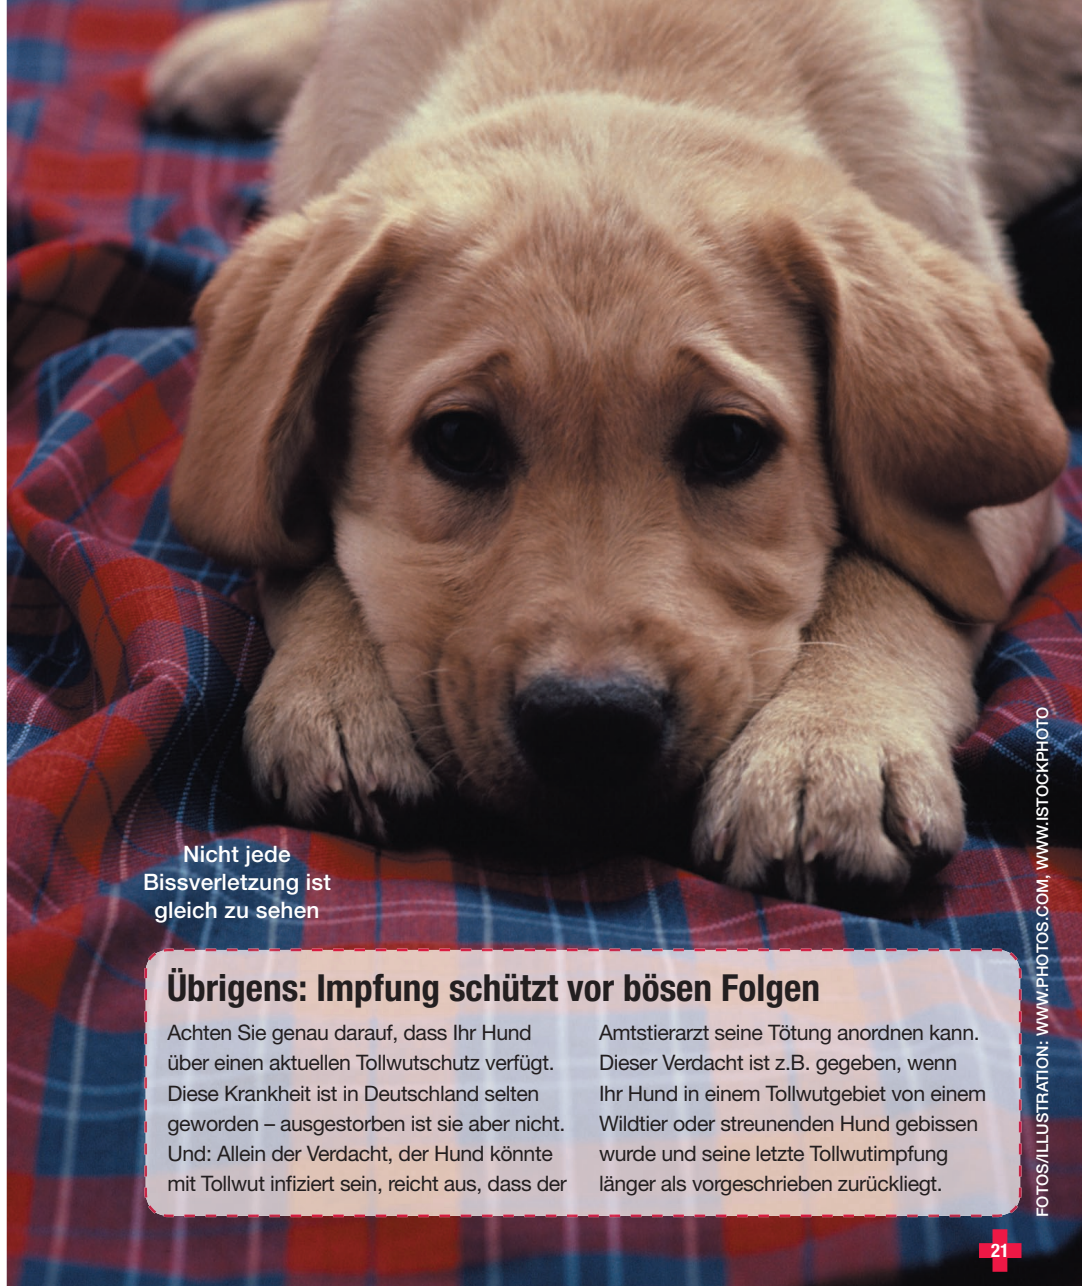 Nicht jede
Bissverletzung ist
gleich zu sehen
Übrigens: Impfung schützt vor bösen Folgen
Achten Sie genau darauf, dass Ihr Hund
über einen aktuellen Tollwutschutz verfügt.
Diese Krankheit ist in Deutschland selten
geworden – ausgestorben ist sie aber nicht.
Und: Allein der Verdacht, der Hund könnte
mit Tollwut infiziert sein, reicht aus, dass der
Amtstierarzt seine Tötung anordnen kann.
Dieser Verdacht ist z.B. gegeben, wenn
Ihr Hund in einem Tollwutgebiet von einem
Wildtier oder streunenden Hund gebissen
wurde und seine letzte Tollwutimpfung
länger als vorgeschrieben zurückliegt.
FOTOS/ILLUSTRATION: WWW.PHOTOS.COM, WWW.ISTOCKPHOTO
21